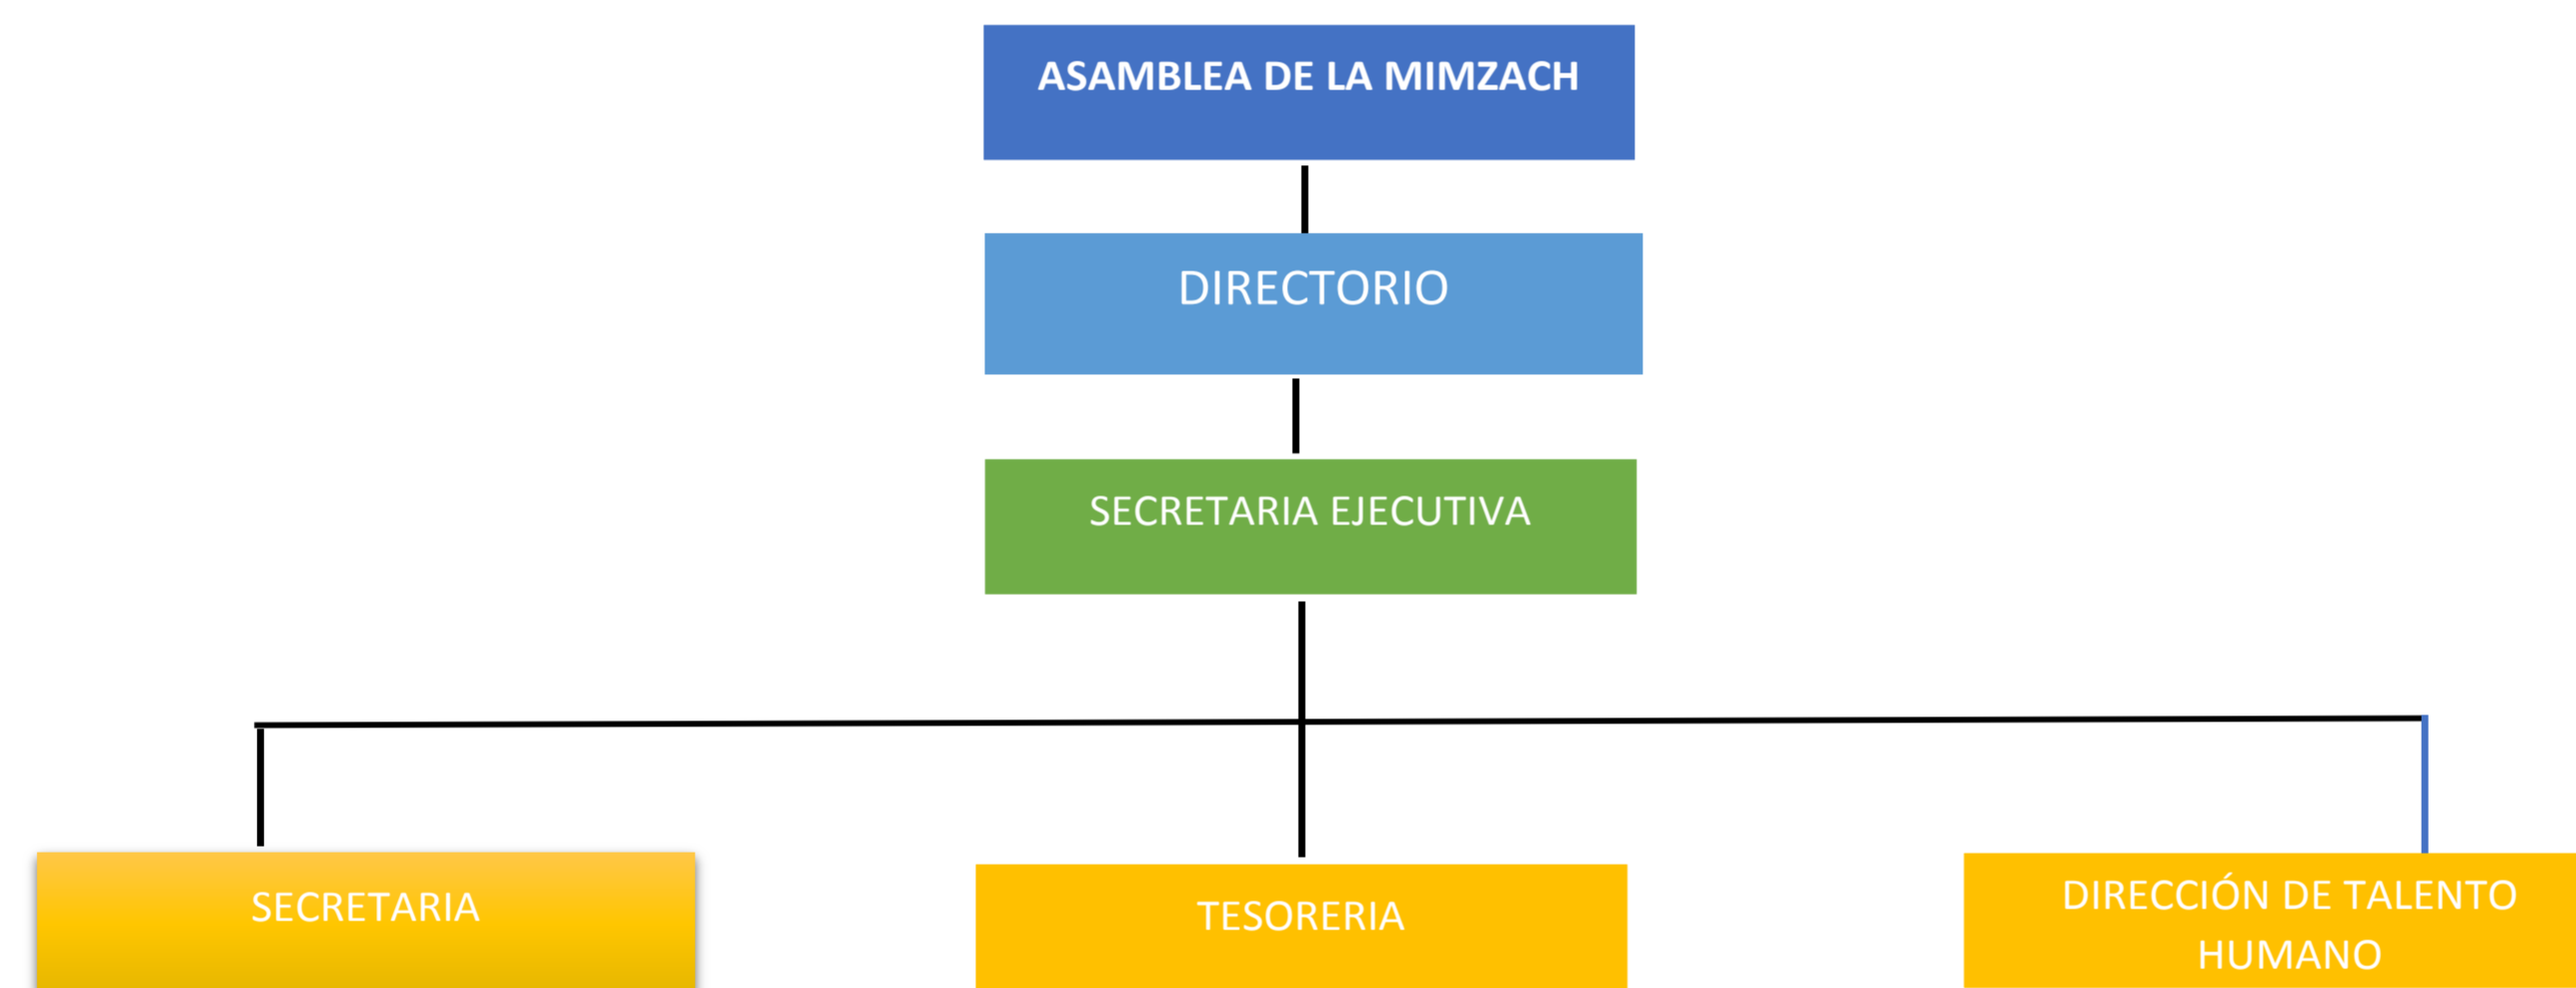 ASAMBLEA DE LA MIMZACH
DIRECTORIO
SECRETARIA EJECUTIVA
SECRETARIA
TESORERIA
DIRECCIÓN DE TALENTO
HUMANO